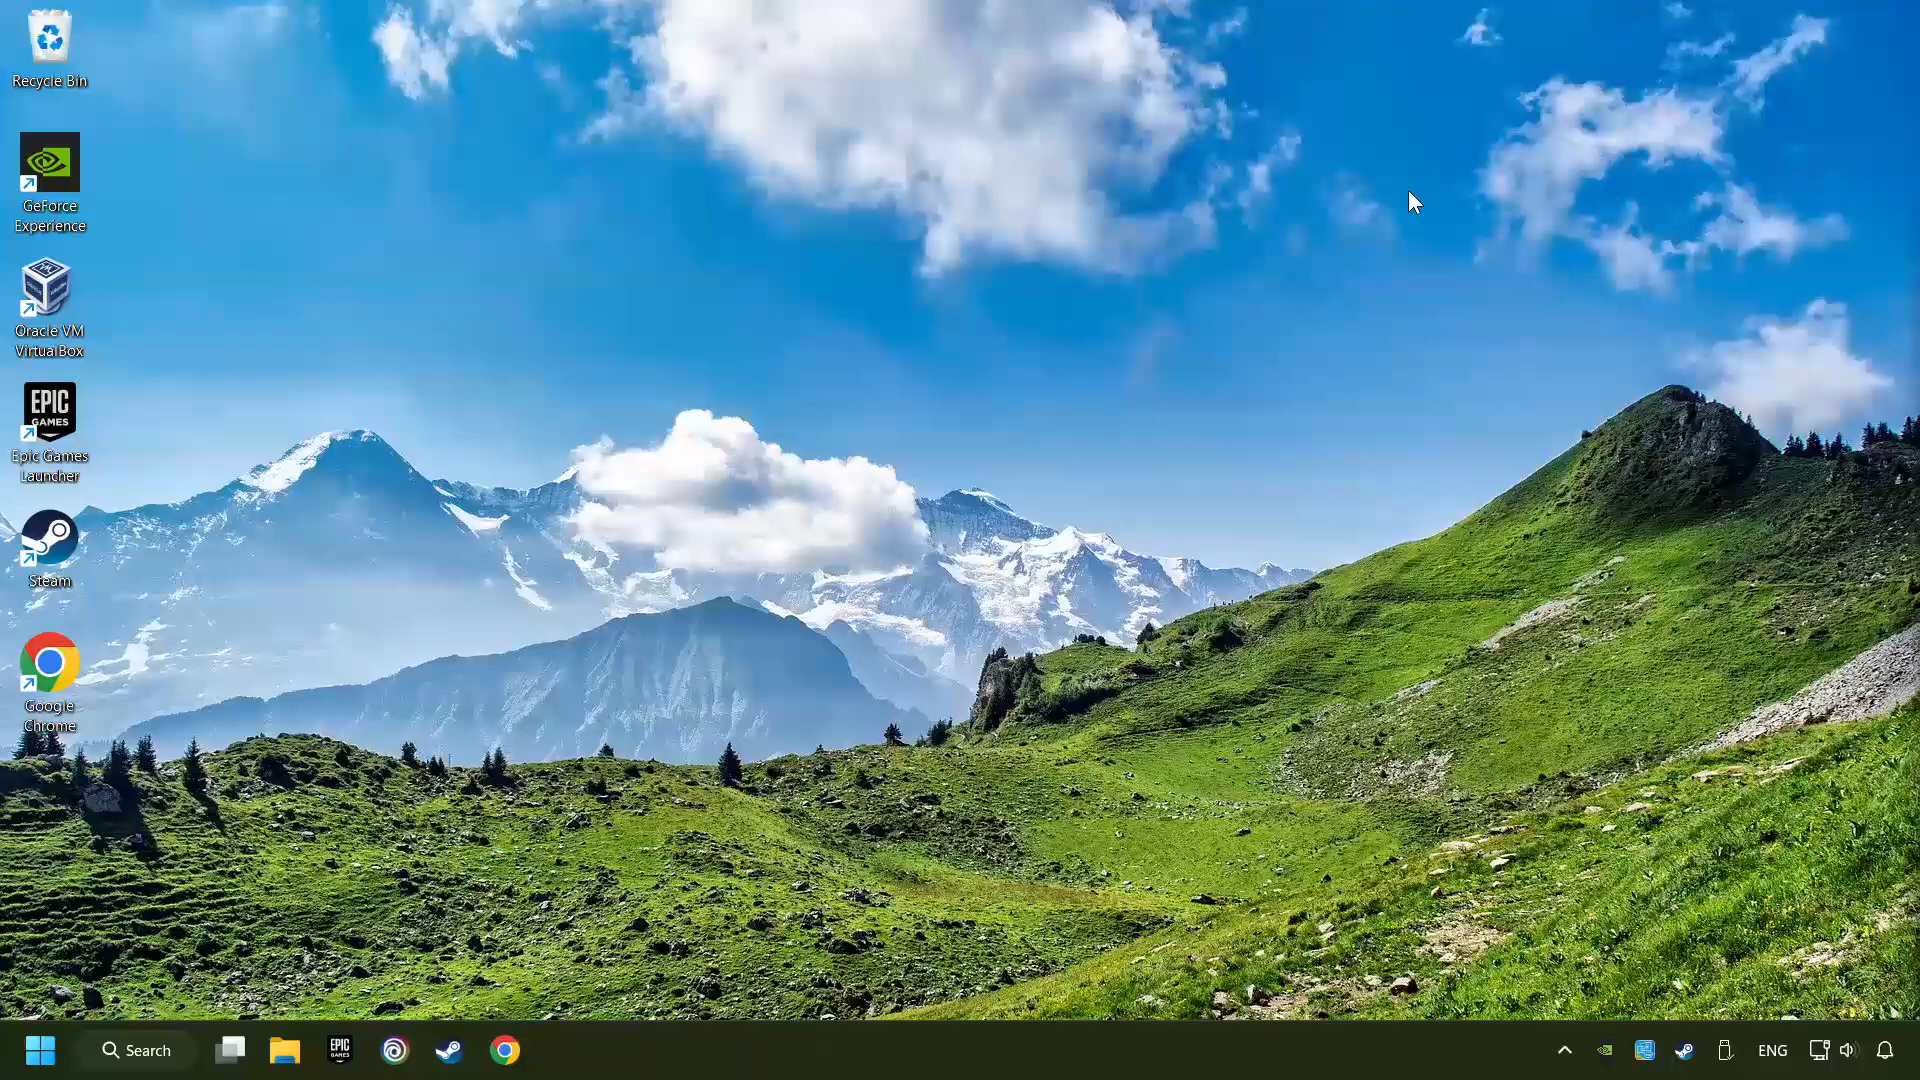 Recycle Bin
GeForce
Experience
Oracle VM
VirtualBox
EPIC
GAMES
Epic Games
Launcher
Steam
Google
Chrome
Search
EPIC
GAMES
ENG